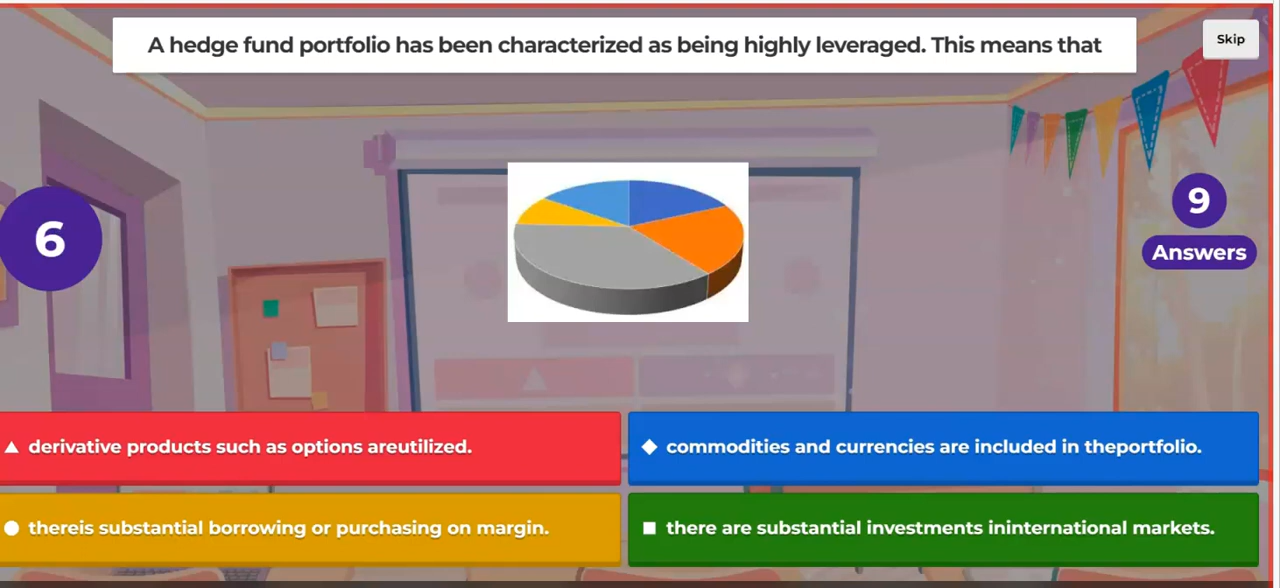 A hedge fund portfolio has been characterized as being highly leveraged. This means that
Skip
6
9
Answers
derivative products such as options areutilized.
commodities and currencies are included in theportfolio.
thereis substantial borrowing or purchasing on margin.
there are substantial investments ininternational markets.